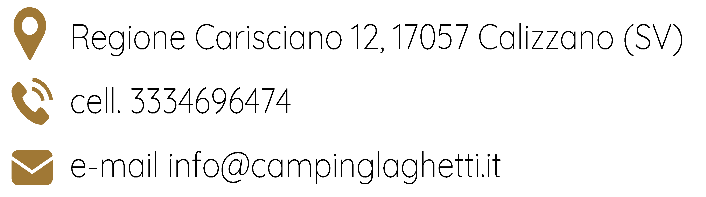 Regione Carisciano 12, 17057 Calizzano (SV)
cell. 3334696474
e-mail info@campinglaghetti.it